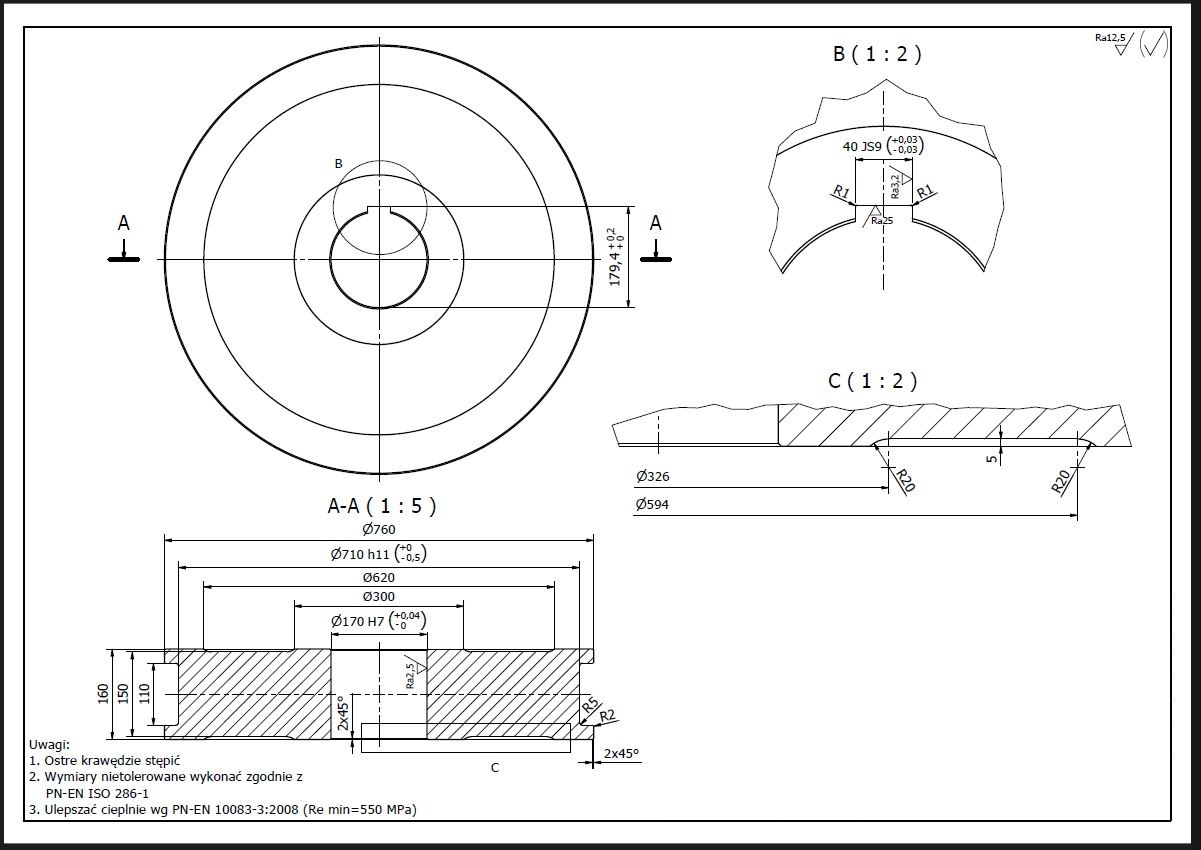 Ra12,5
B ( 1 : 2 )
B
40 JS9 (+0,03 -0,03)
R1
R1
Ra3,2
Ra25
A
A
179,4 +0,2 +0
C ( 1 : 2 )
5
R20
R20
Ø326
Ø594
A-A ( 1 : 5 )
Ø760
Ø710 h11 (+0 -0,5)
Ø620
Ø300
Ø170 H7 (+0,04 -0)
Ra2,5
160
150
110
2x45°
R5
R2
2x45°
C
Uwagi:
1. Ostre krawędzie stępić
2. Wymiary nietolerowane wykonać zgodnie z
PN-EN ISO 286-1
3. Ulepszać cieplnie wg PN-EN 10083-3:2008 (Re min=550 MPa)